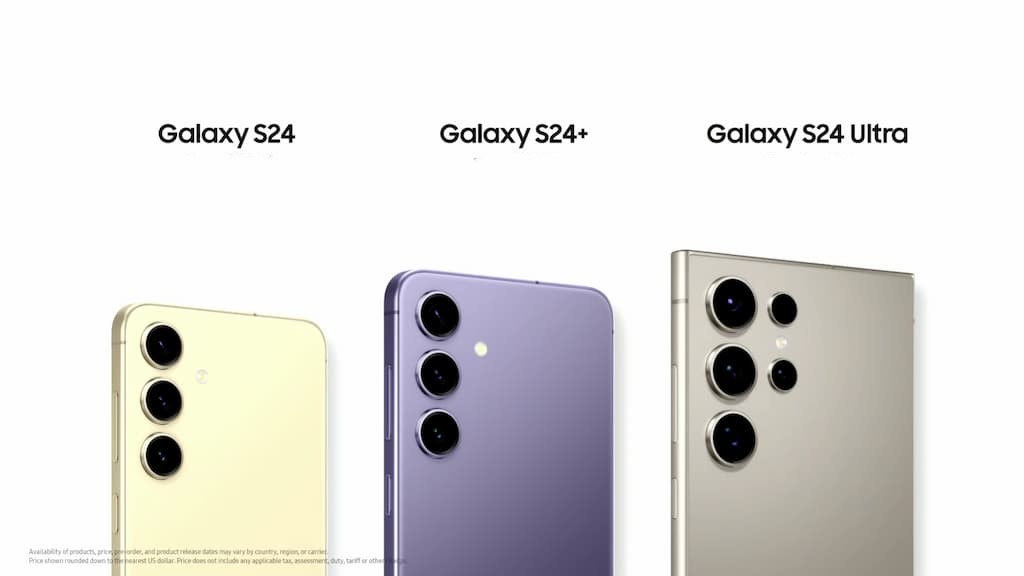 Galaxy S24
Galaxy S24+
Galaxy S24 Ultra
Availability of products, price, pre-order, and product release dates may vary by country, region, or carrier.
Price shown rounded down to the nearest US dollar. Price does not include any applicable tax, assessment, duty, tariff or other